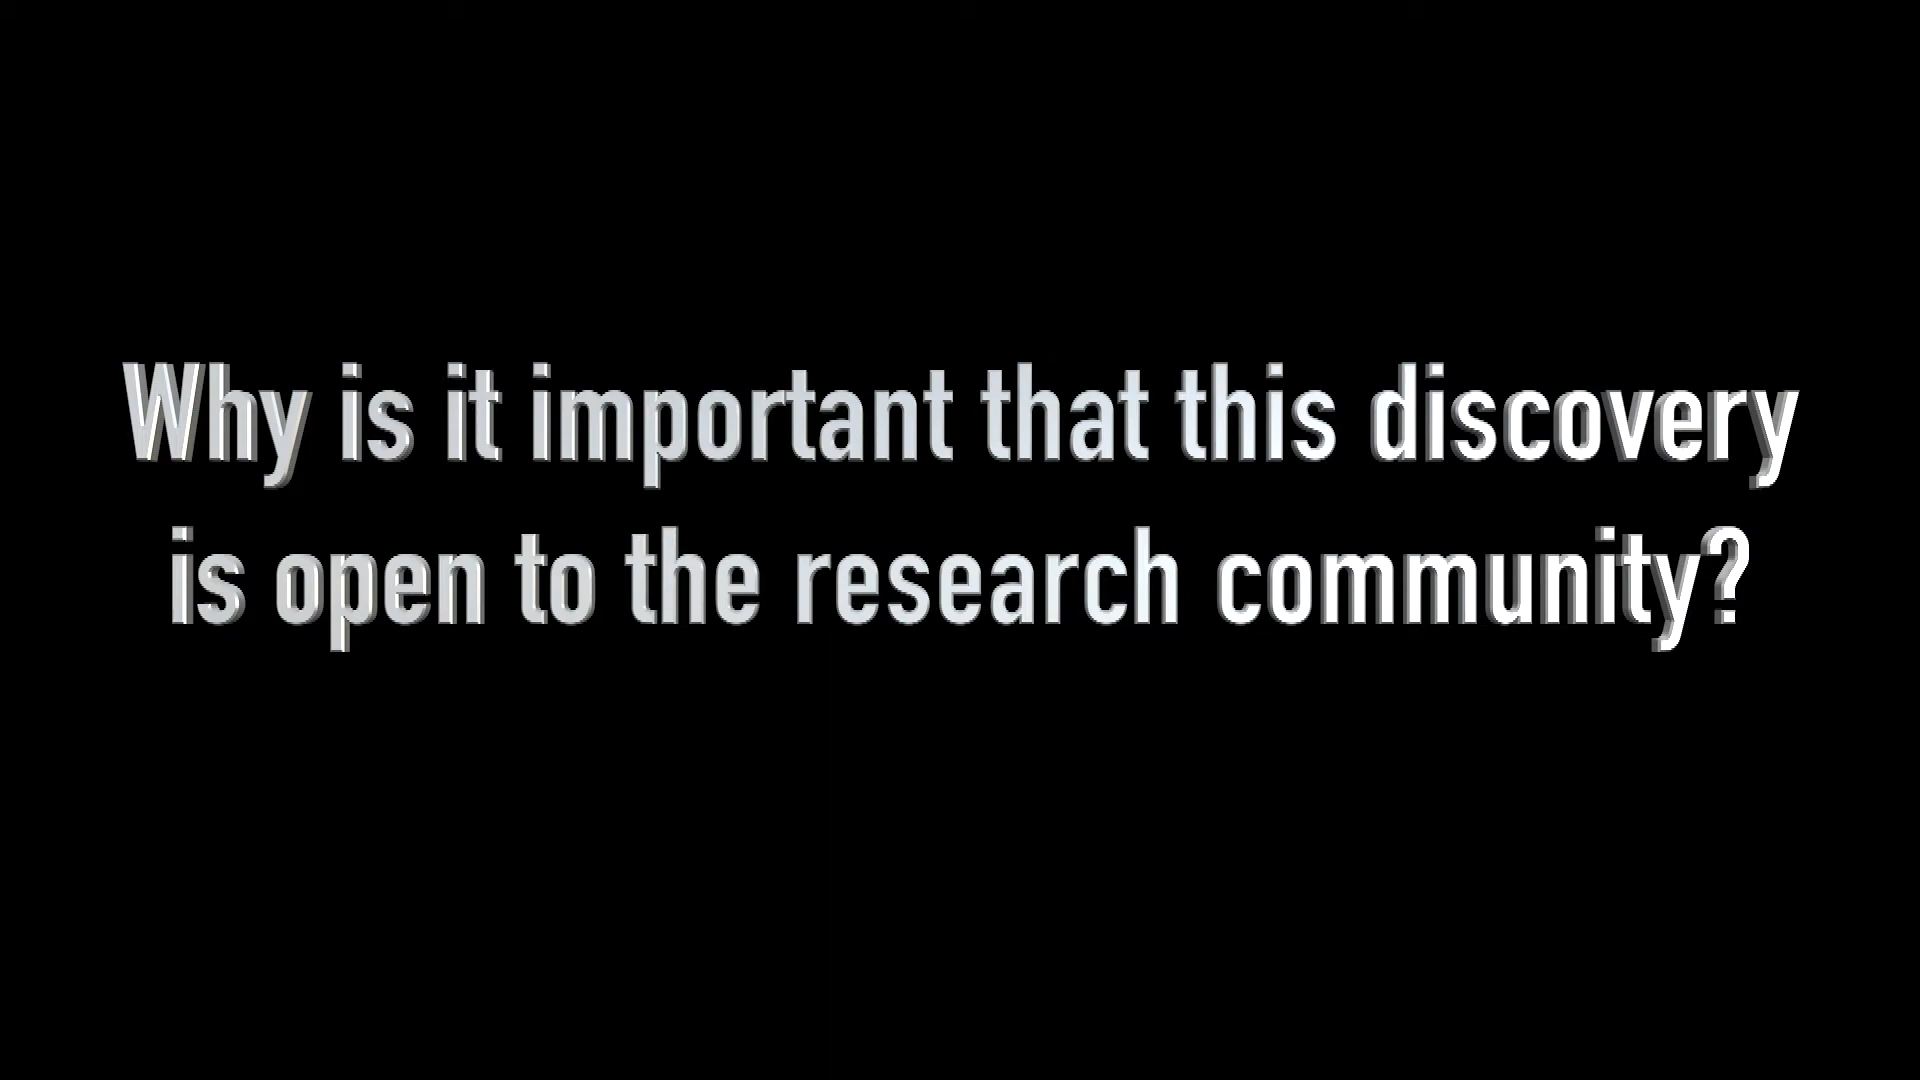 Why is it important that this discovery
is open to the research community?